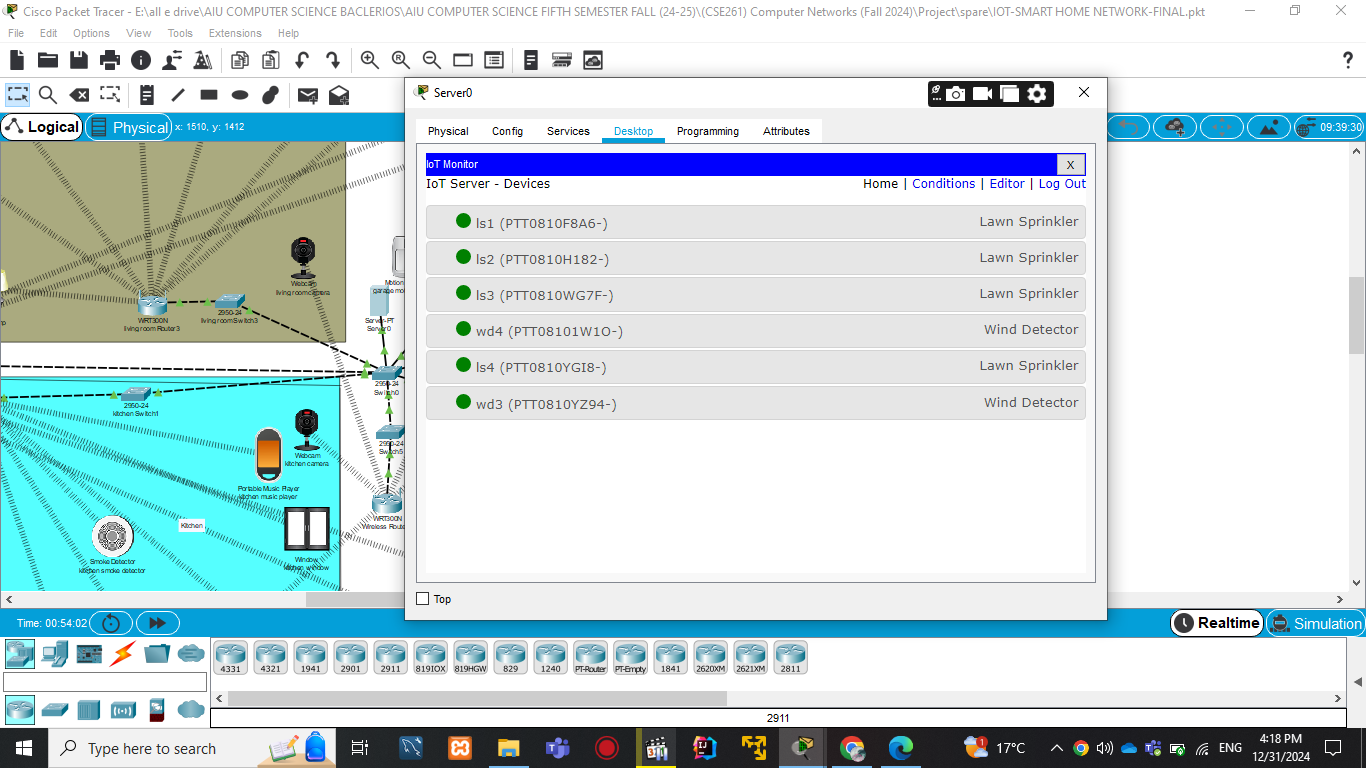 Cisco Packet Tracer - E:\all e drive\AIU COMPUTER SCIENCE BACLERIOS\AIU COMPUTER SCIENCE FIFTH SEMESTER FALL (24-25)\(CSE261) Computer Networks (Fall 2024)\Project\spare\IOT-SMART HOME NETWORK-FINAL.pkt
File Edit Options View Tools Extensions Help
?
Logical Physical x: 1510, y: 1412
09:39:30
Webcam
living room camera
WRT300N
living room Router3
2950-24
living room Switch3
Motion
garage mo
Server-PT
Server0
2950-24
Switch0
2950-24
kitchen Switch1
2950-24
Switch5
Webcam
kitchen camera
Portable Music Player
kitchen music player
WRT300N
Wireless Route
Kitchen
Smoke Detector
kitchen smoke detector
Window
kitchen window
Server0
Physical Config Services Desktop Programming Attributes
IoT Monitor X
IoT Server - Devices Home | Conditions | Editor | Log Out
ls1 (PTT0810F8A6-) Lawn Sprinkler
ls2 (PTT0810H182-) Lawn Sprinkler
ls3 (PTT0810WG7F-) Lawn Sprinkler
wd4 (PTT08101W1O-) Wind Detector
ls4 (PTT0810YGI8-) Lawn Sprinkler
wd3 (PTT0810YZ94-) Wind Detector
Top
Time: 00:54:02
Realtime Simulation
4331 4321 1941 2901 2911 819IOX 819HGW 829 1240 PT-Router PT-Empty 1841 2620XM 2621XM 2811
2911
Type here to search
1
17°C
ENG
4:18 PM
12/31/2024